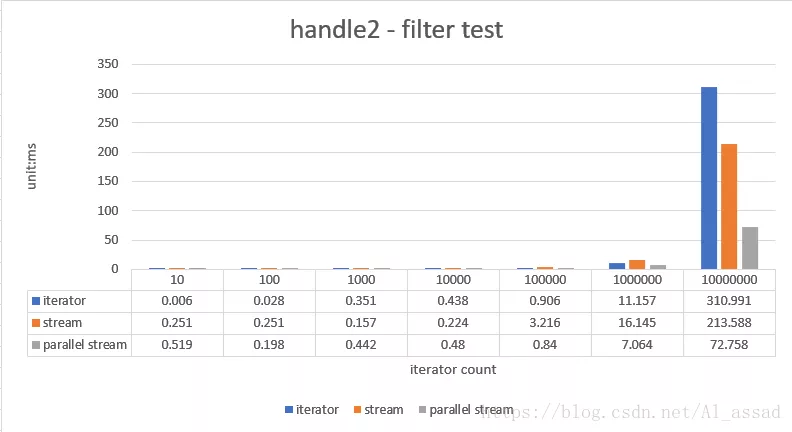 handle2 - filter test
unit:ms
350
300
250
200
150
100
50
0
10 100 1000 10000 100000 1000000 10000000
iterator 0.006 0.028 0.351 0.438 0.906 11.157 310.991
stream 0.251 0.251 0.157 0.224 3.216 16.145 213.588
parallel stream 0.519 0.198 0.442 0.48 0.84 7.064 72.758
iterator count
iterator stream parallel stream
https://blog.csdn.net/Al_assad